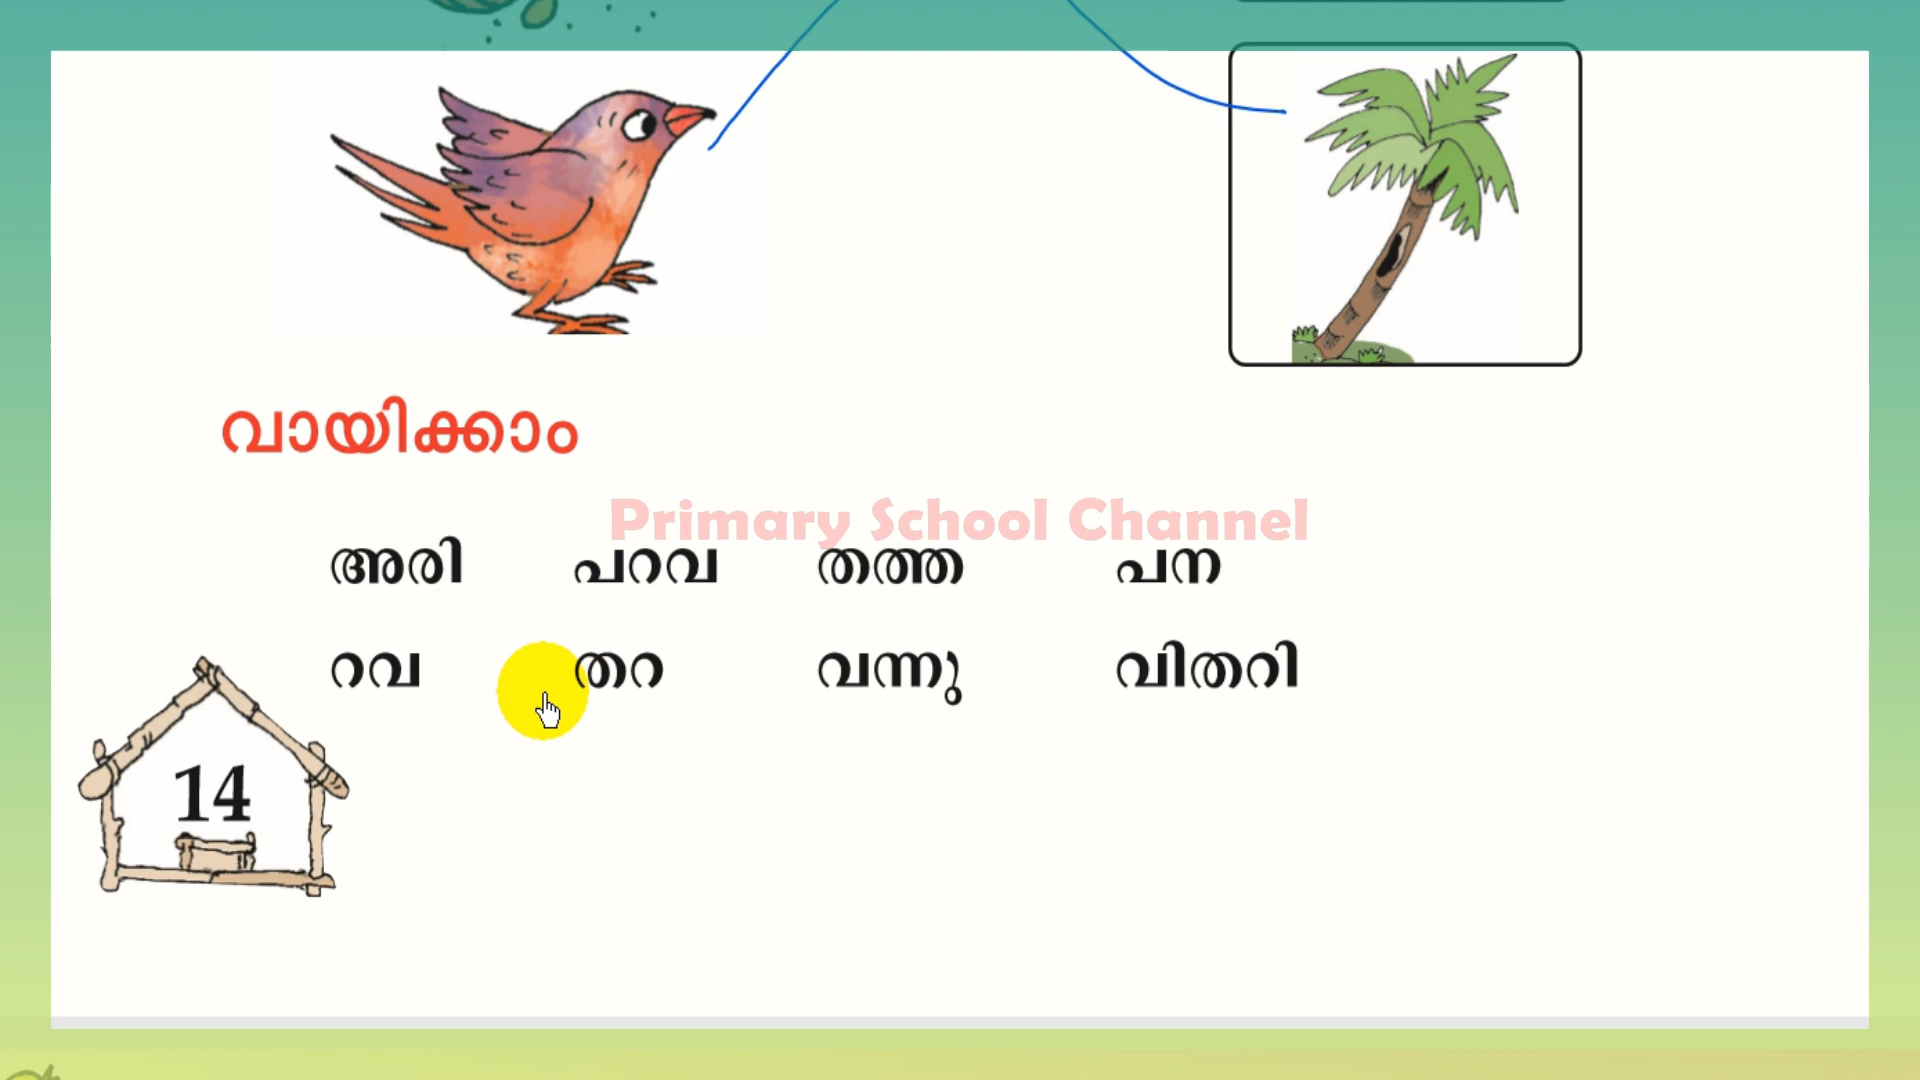 വായിക്കാം
Primary School Channel
അരി പറവ തത്ത പന
റവ തറ വന്നു വിതറി
14